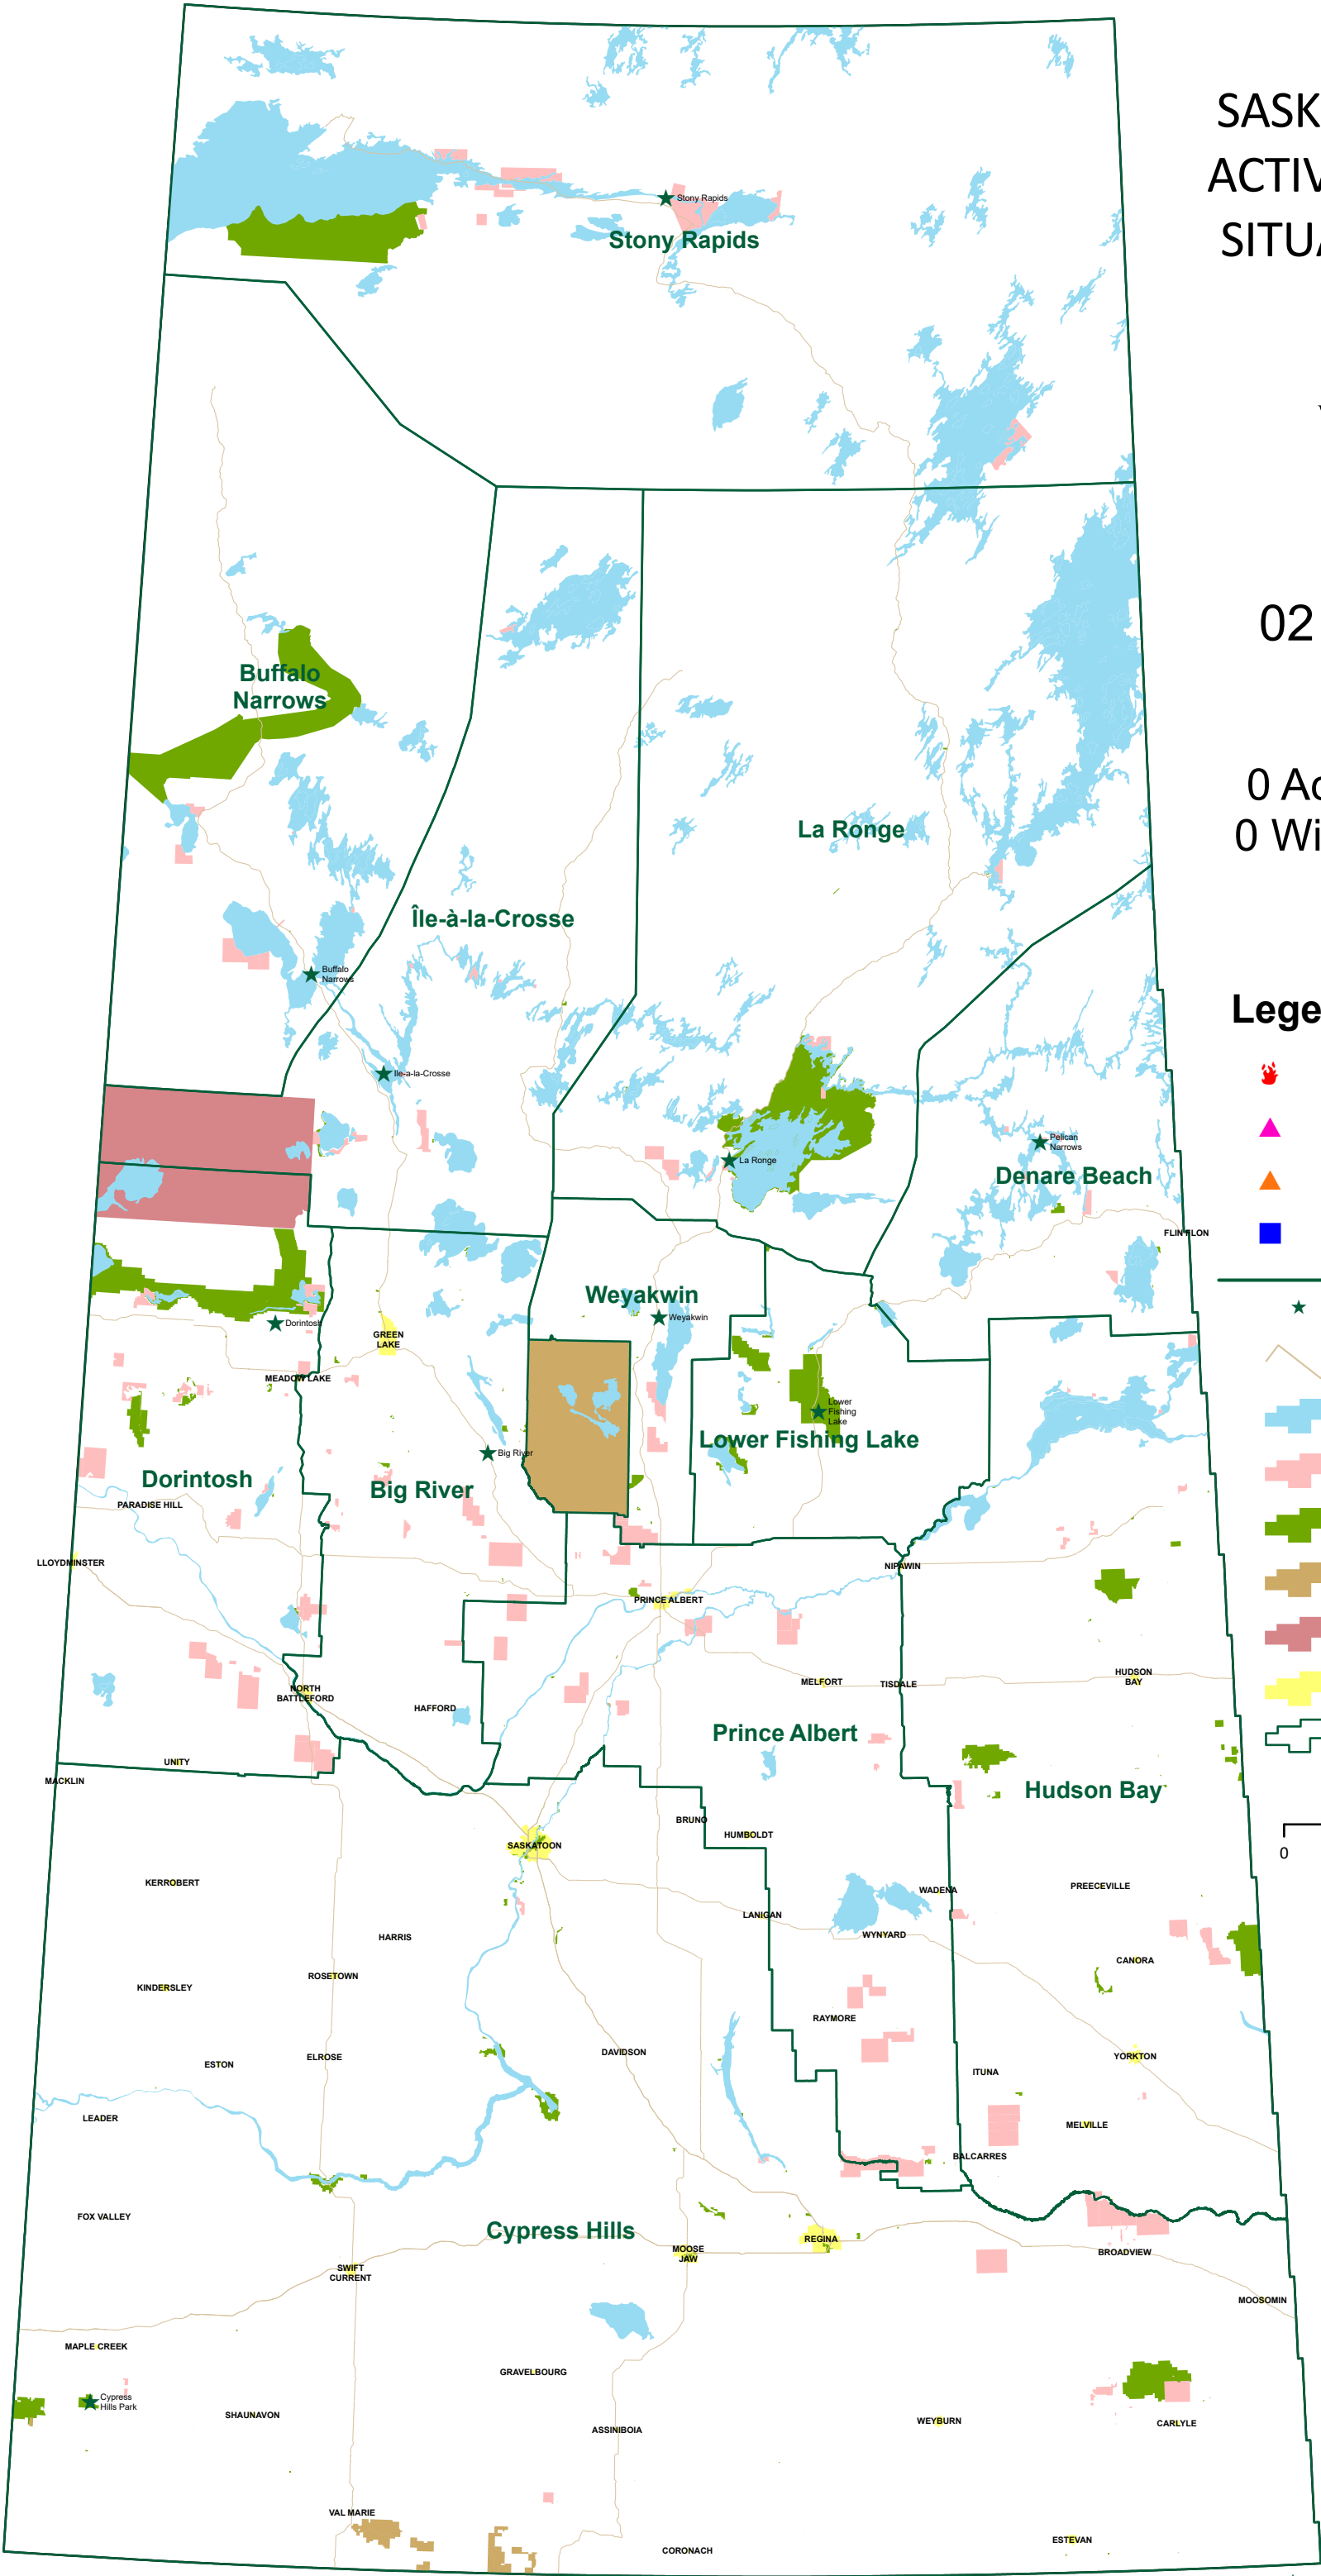 SASK
ACTIV
SITUA
02
0 Ac
0 Wi
Lege
0
Stony Rapids
Stony Rapids
Buffalo
Narrows
La Ronge
Île-à-la-Crosse
Buffalo
Narrows
Ile-a-la-Crosse
Pelican
Narrows
La Ronge
Denare Beach
FLIN FLON
Weyakwin
Weyakwin
Dorintosh
GREEN
LAKE
MEADOW LAKE
Lower
Fishing
Lake
Lower Fishing Lake
Big River
Dorintosh
Big River
PARADISE HILL
LLOYDMINSTER
NIPAWIN
PRINCE ALBERT
MELFORT
TISDALE
HUDSON
BAY
NORTH
BATTLEFORD
HAFFORD
Prince Albert
UNITY
MACKLIN
Hudson Bay
BRUNO
HUMBOLDT
SASKATOON
KERROBERT
WADENA
PREECEVILLE
LANIGAN
WYNYARD
HARRIS
CANORA
ROSETOWN
KINDERSLEY
RAYMORE
DAVIDSON
YORKTON
ELROSE
ESTON
ITUNA
LEADER
MELVILLE
BALCARRES
FOX VALLEY
Cypress Hills
REGINA
MOOSE
JAW
BROADVIEW
SWIFT
CURRENT
MOOSOMIN
MAPLE CREEK
GRAVELBOURG
Cypress
Hills Park
SHAUNAVON
WEYBURN
CARLYLE
ASSINIBOIA
VAL MARIE
ESTEVAN
CORONACH